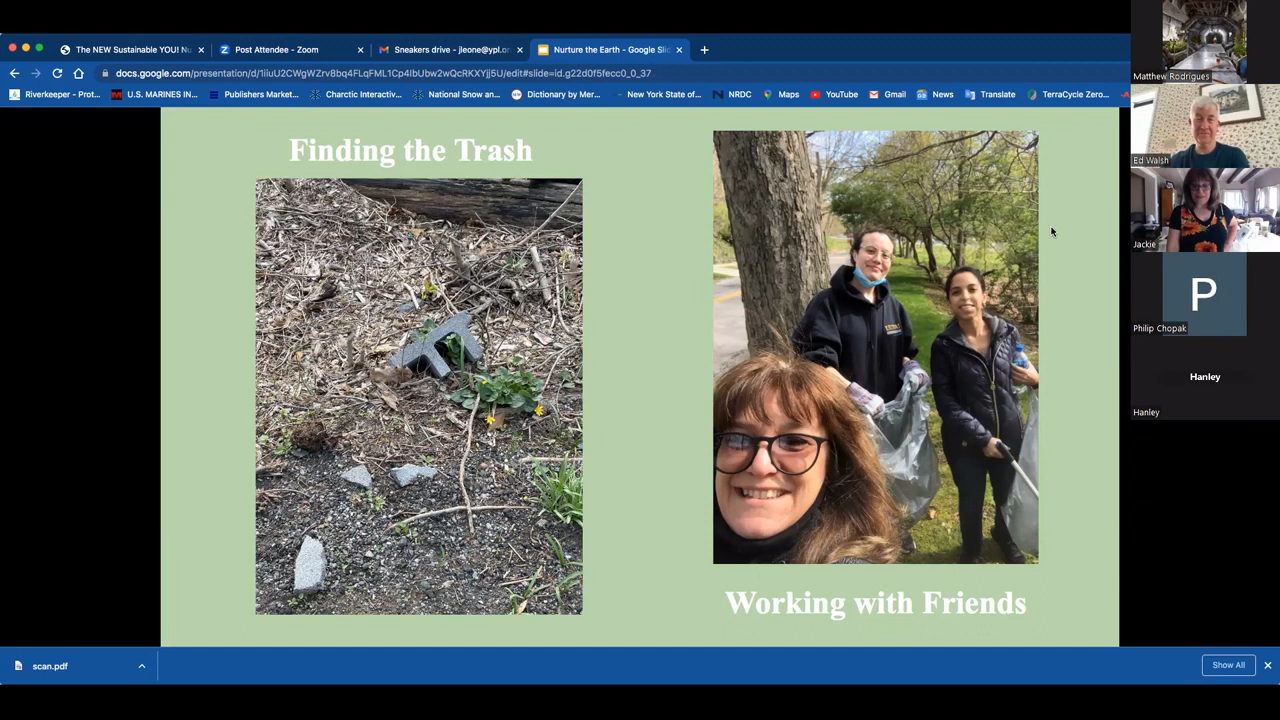 The NEW Sustainable YOU! Nu
Post Attendee - Zoom
Sneakers drive - jleone@ypl.or
Nurture the Earth - Google Slid
docs.google.com/presentation/d/1iiuU2CWgWZrv8bq4FLqFML1Cp4IbUbw2wQcRKXYjj5U/edit#slide=id.g22d0f5fecc0_0_37
Riverkeeper - Prot...
U.S. MARINES IN...
Publishers Market...
Charctic Interactiv...
National Snow an...
Dictionary by Mer...
New York State of...
NRDC
Maps
YouTube
Gmail
News
Translate
TerraCycle Zero...
Finding the Trash
Working with Friends
Matthew Rodrigues
Ed Walsh
Jackie
P
Philip Chopak
Hanley
Hanley
scan.pdf
Show All